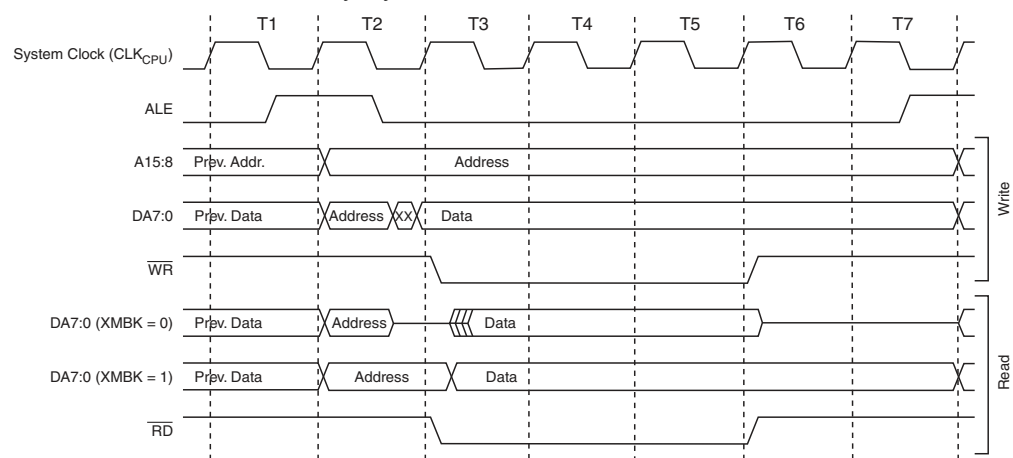 T1 T2 T3 T4 T5 T6 T7
System Clock (CLKCPU)
ALE
A15:8 Prev. Addr. Address
DA7:0 Prev. Data Address XX Data
WR
Write
DA7:0 (XMBK = 0) Prev. Data Address Data
DA7:0 (XMBK = 1) Prev. Data Address Data
RD
Read